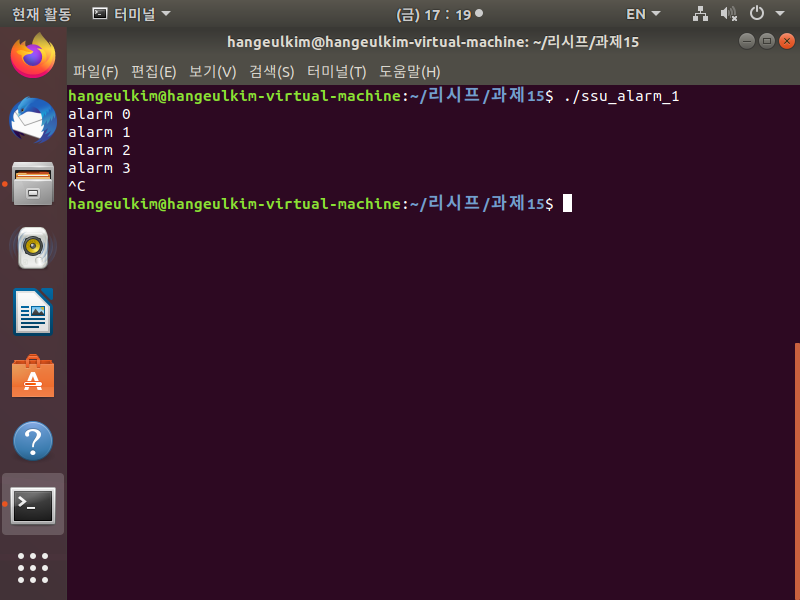 현재 활동 터미널 (금) 17 : 19 EN
hangeulkim@hangeulkim-virtual-machine: ~/리시프/과제15
파일(F) 편집(E) 보기(V) 검색(S) 터미널(T) 도움말(H)
hangeulkim@hangeulkim-virtual-machine:~/리시프/과제15$ ./ssu_alarm_1
alarm 0
alarm 1
alarm 2
alarm 3
^C
hangeulkim@hangeulkim-virtual-machine:~/리시프/과제15$